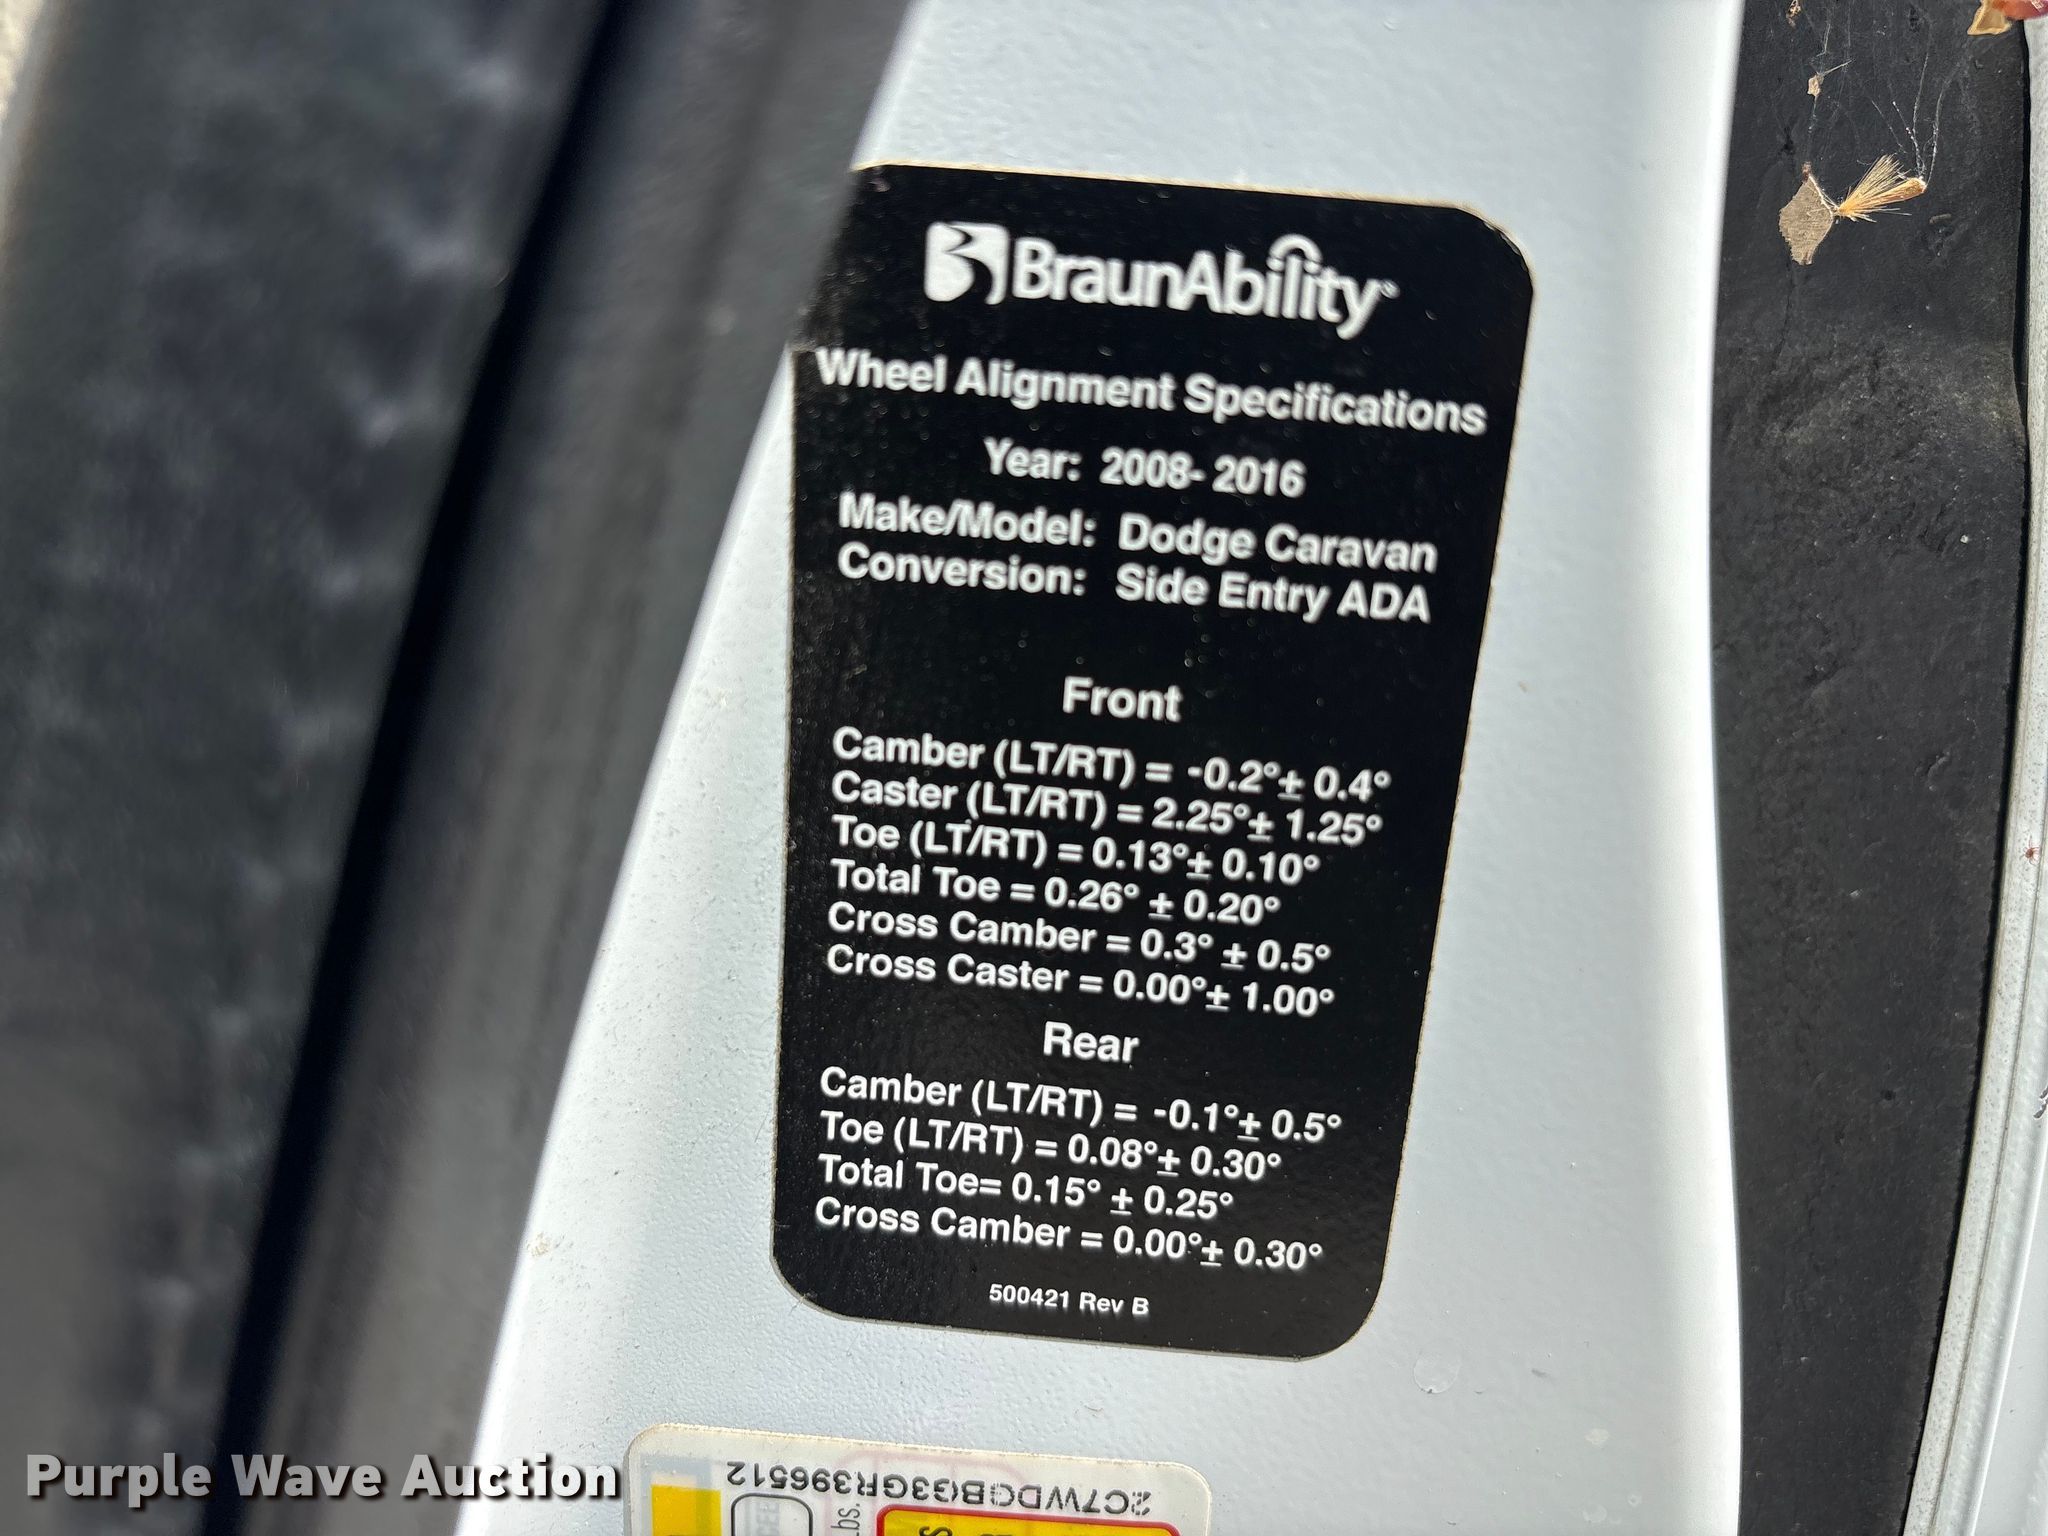 BraunAbility®
Wheel Alignment Specifications
Year: 2008- 2016
Make/Model: Dodge Caravan
Conversion: Side Entry ADA
Front
Camber (LT/RT) = -0.2°± 0.4°
Caster (LT/RT) = 2.25°± 1.25°
Toe (LT/RT) = 0.13°± 0.10°
Total Toe = 0.26° ± 0.20°
Cross Camber = 0.3° ± 0.5°
Cross Caster = 0.00°± 1.00°
Rear
Camber (LT/RT) = -0.1°± 0.5°
Toe (LT/RT) = 0.08°± 0.30°
Total Toe= 0.15° ± 0.25°
Cross Camber = 0.00°± 0.30°
500421 Rev B
2C7WDGBG3GR396512
Lbs.
Purple Wave Auction